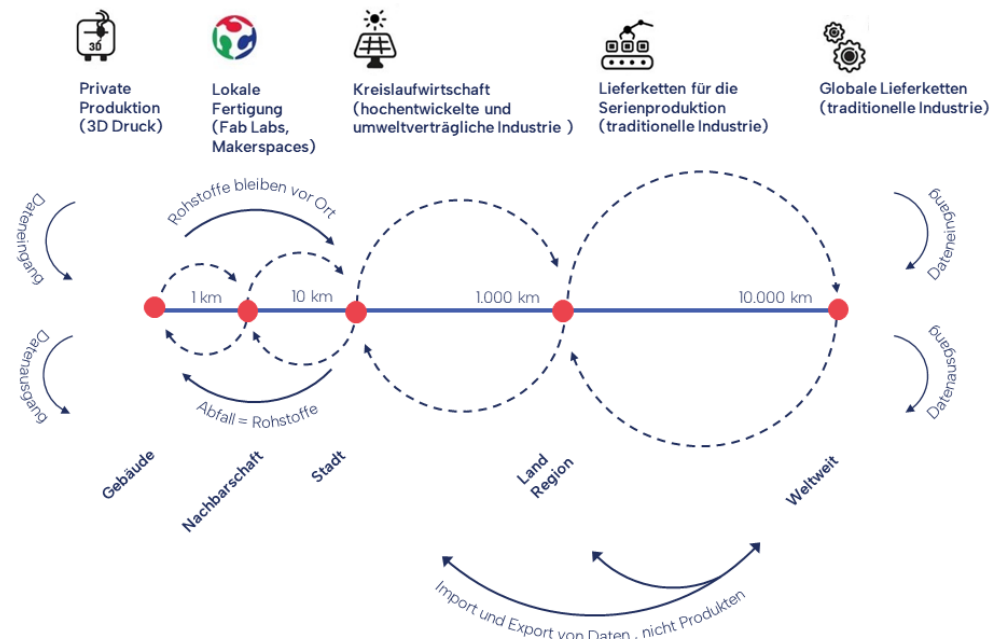 3D
Private
Produktion
(3D Druck)
Lokale
Fertigung
(Fab Labs,
Makerspaces)
Kreislaufwirtschaft
(hochentwickelte und
umweltverträgliche Industrie )
Lieferketten für die
Serienproduktion
(traditionelle Industrie)
Globale Lieferketten
(traditionelle Industrie)
Dateneingang
Rohstoffe bleiben vor Ort
Dateneingang
1 km
10 km
1.000 km
10.000 km
Datenausgang
Abfall = Rohstoffe
Datenausgang
Gebäude
Nachbarschaft
Stadt
Land
Region
Weltweit
Import und Export von Daten , nicht Produkten